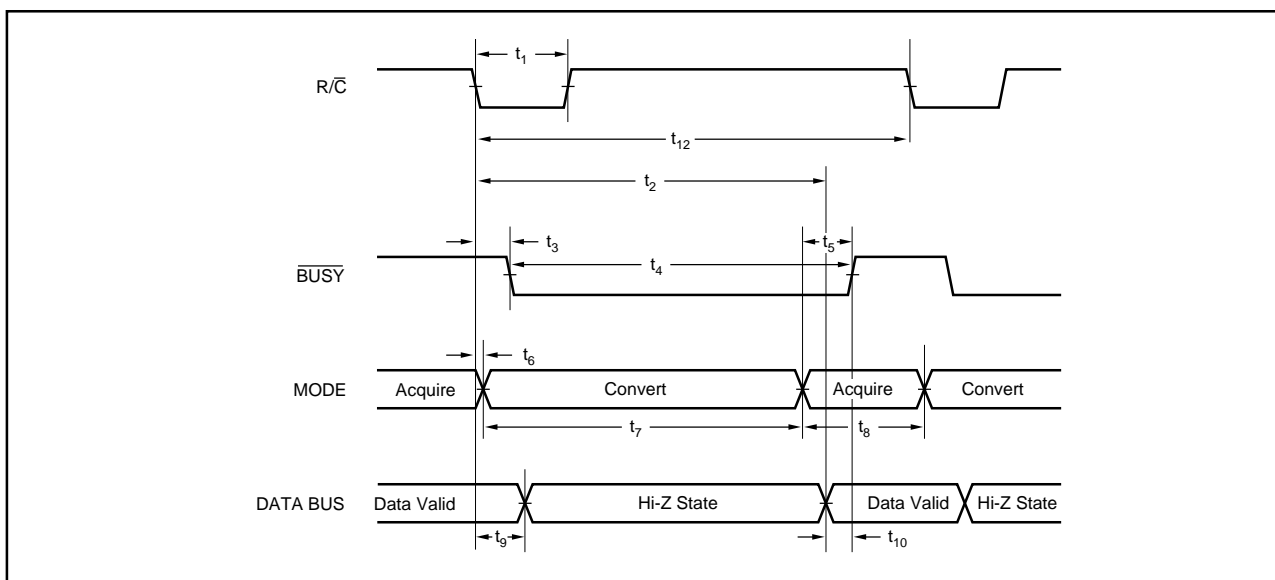 t1
R/C̅
t12
t2
t3
t5
B̅U̅S̅Y̅
t4
t6
MODE
Acquire
Convert
Acquire
Convert
t7
t8
DATA BUS
Data Valid
Hi-Z State
Data Valid
Hi-Z State
t9
t10